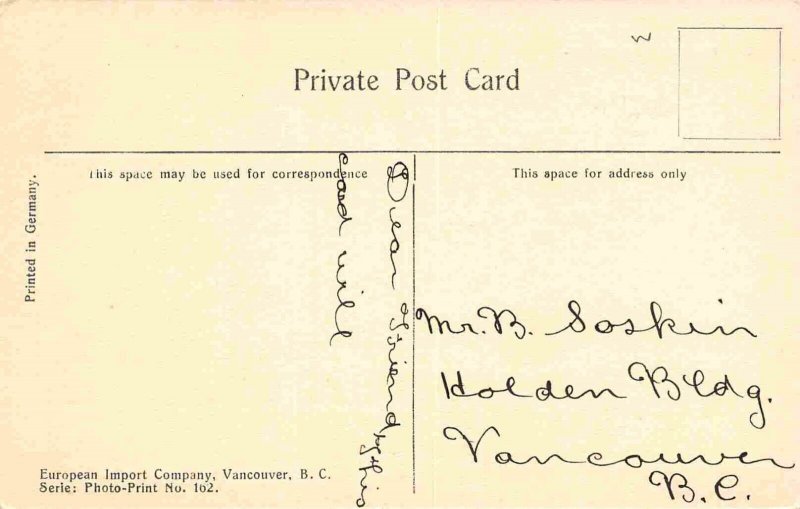 Private Post Card
This space may be used for correspondence
This space for address only
Printed in Germany.
Dear Friend, by this
card will
Mr. B. Soskin
Holden Bldg.
Vancouver
B.C.
European Import Company, Vancouver, B. C.
Serie: Photo-Print No. 162.